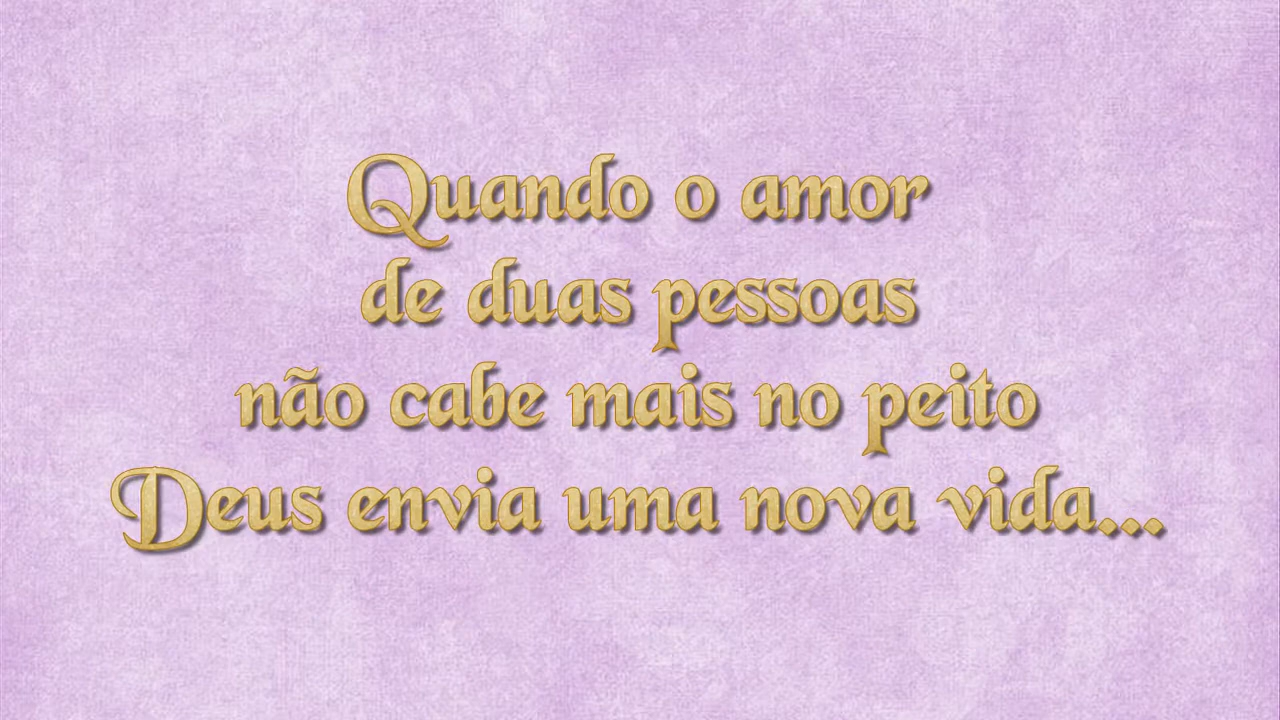 Quando o amor
de duas pessoas
não cabe mais no peito
Deus envia uma nova vida...